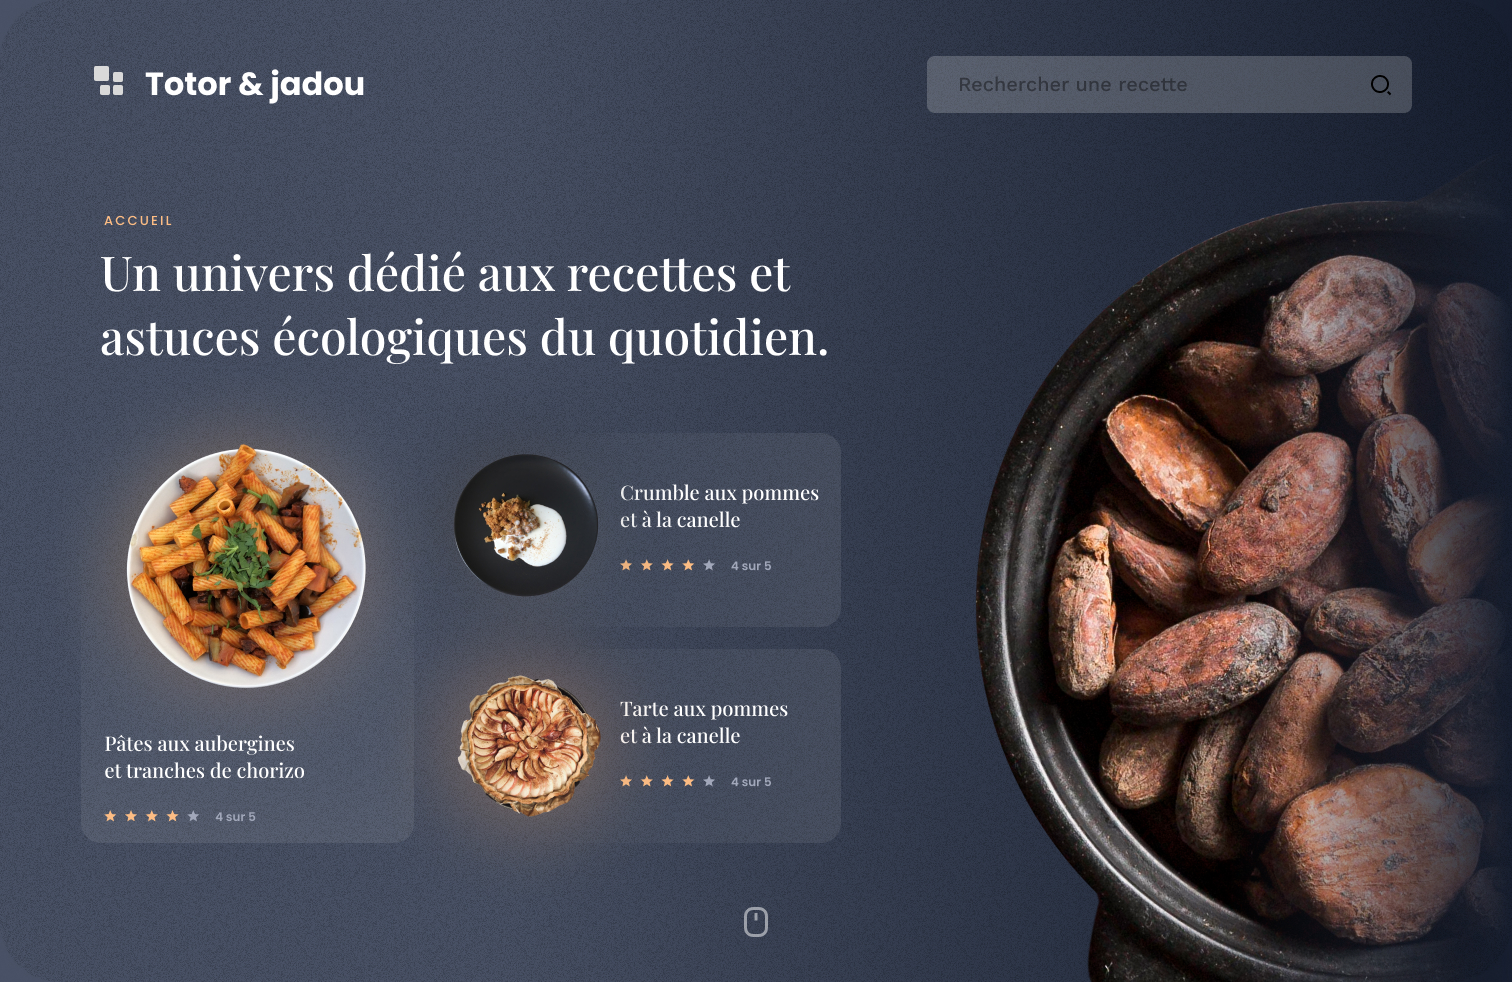 Totor & jadou
Rechercher une recette
ACCUEIL
Un univers dédié aux recettes et
astuces écologiques du quotidien.
Pâtes aux aubergines
et tranches de chorizo
4 sur 5
Crumble aux pommes
et à la canelle
4 sur 5
Tarte aux pommes
et à la canelle
4 sur 5